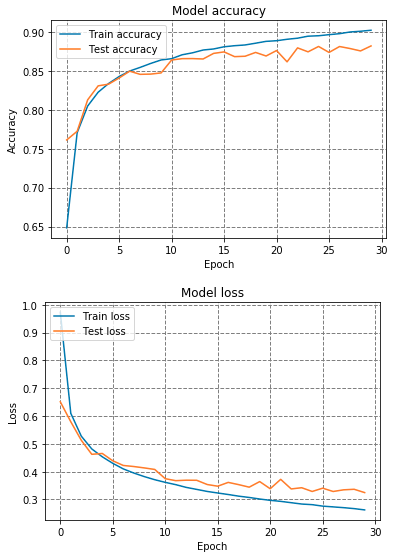 Model accuracy
Train accuracy
Test accuracy
0.90
0.85
0.80
0.75
0.70
0.65
Accuracy
0 5 10 15 20 25 30
Epoch
Model loss
Train loss
Test loss
1.0
0.9
0.8
0.7
0.6
0.5
0.4
0.3
Loss
0 5 10 15 20 25 30
Epoch